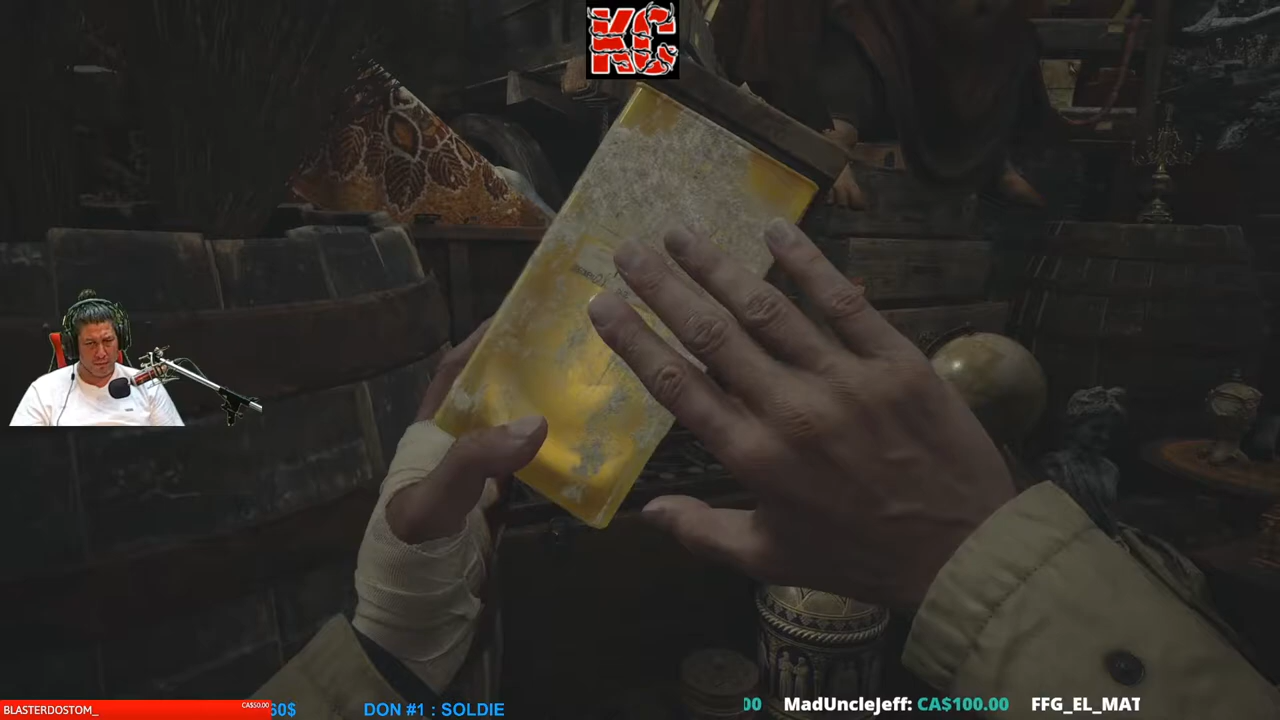 KC
BLASTERDOSTOM_
CA$50.00
60$
DON #1 : SOLDIE
00
MadUncleJeff: CA$100.00
FFG_EL_MAT